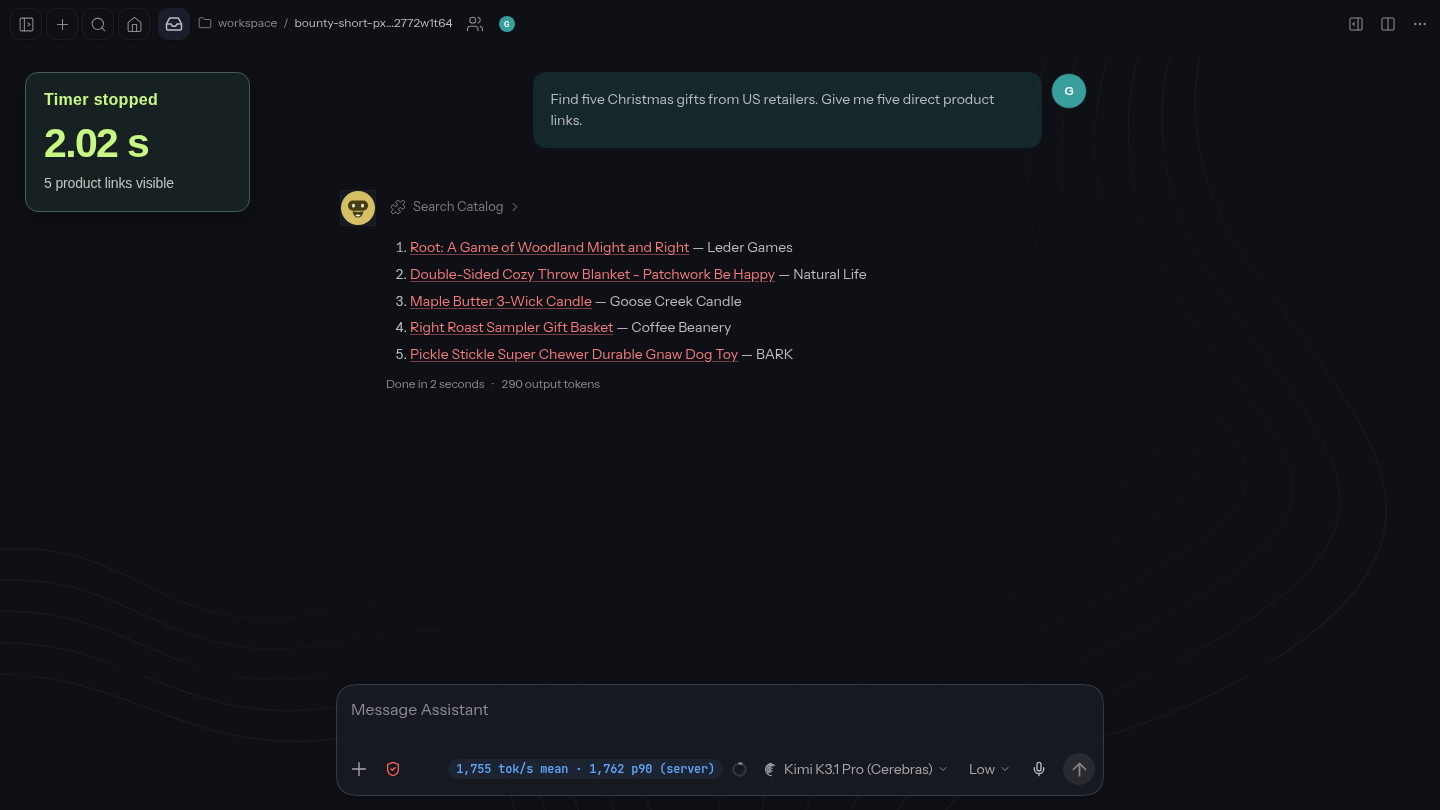 workspace / bounty-short-px…2772w1t64 G
Timer stopped
2.02 s
5 product links visible
Find five Christmas gifts from US retailers. Give me five direct product
links.
G
Search Catalog
1. Root: A Game of Woodland Might and Right — Leder Games
2. Double-Sided Cozy Throw Blanket - Patchwork Be Happy — Natural Life
3. Maple Butter 3-Wick Candle — Goose Creek Candle
4. Right Roast Sampler Gift Basket — Coffee Beanery
5. Pickle Stickle Super Chewer Durable Gnaw Dog Toy — BARK
Done in 2 seconds · 290 output tokens
Message Assistant
1,755 tok/s mean · 1,762 p90 (server) Kimi K3.1 Pro (Cerebras) Low